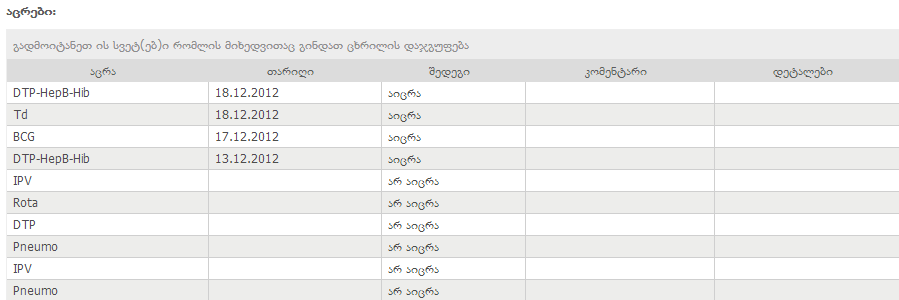 აცრები:
გადმოიტანეთ ის სვეტ(ებ)ი რომლის მიხედვითაც გინდათ ცხრილის დაჯგუფება
აცრა თარიღი შედეგი კომენტარი დეტალები
DTP-HepB-Hib 18.12.2012 აიცრა
Td 18.12.2012 აიცრა
BCG 17.12.2012 აიცრა
DTP-HepB-Hib 13.12.2012 აიცრა
IPV არ აიცრა
Rota არ აიცრა
DTP არ აიცრა
Pneumo არ აიცრა
IPV არ აიცრა
Pneumo არ აიცრა